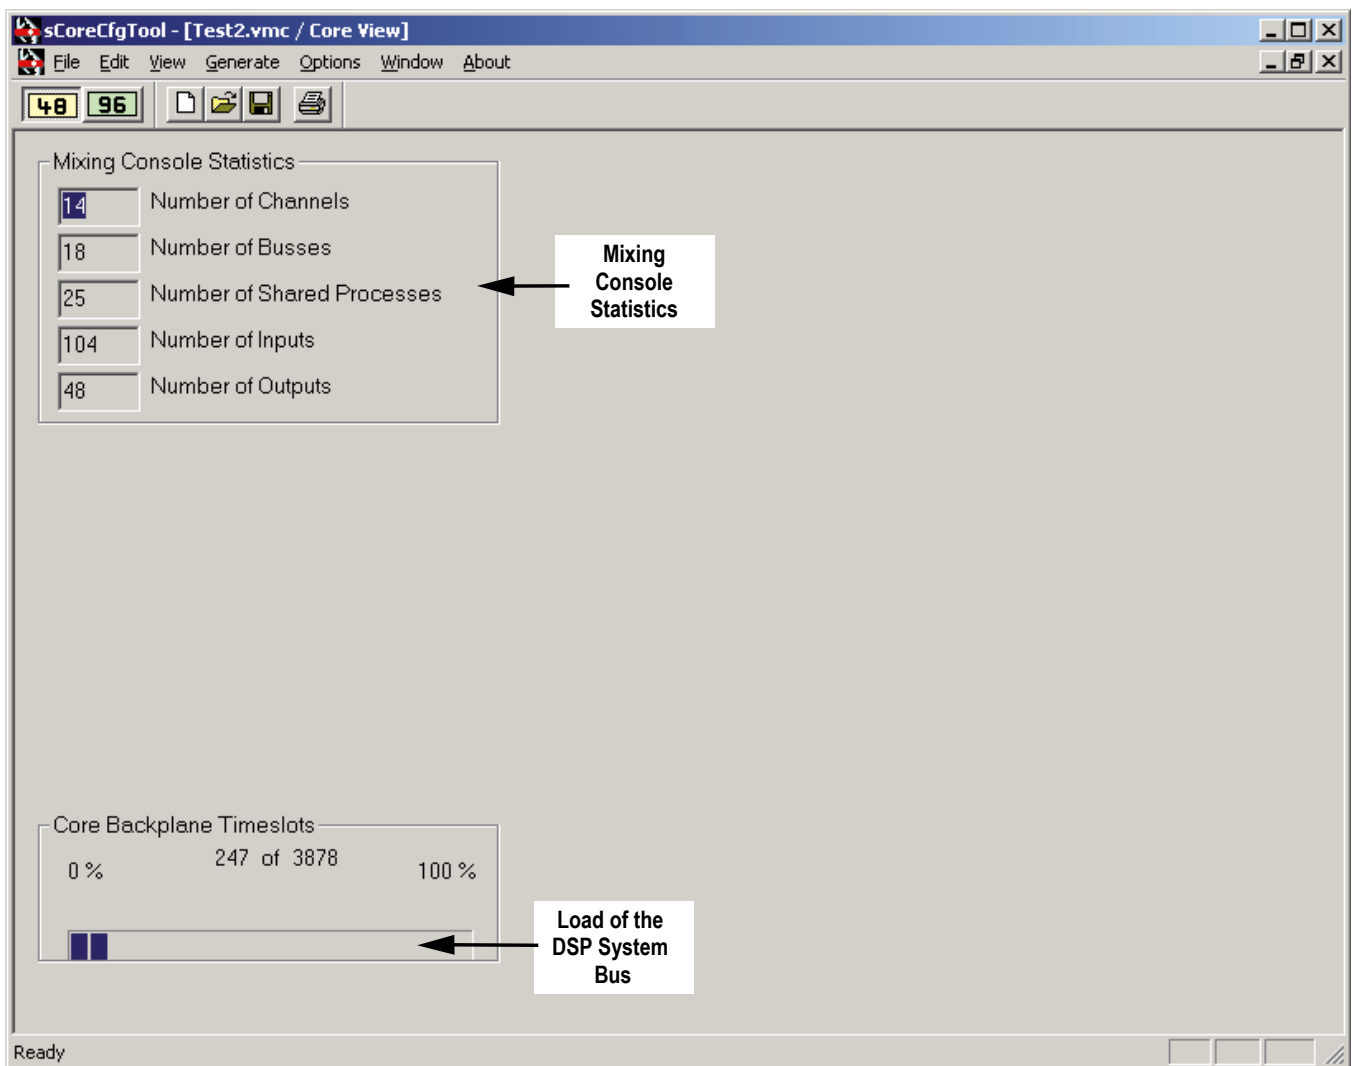 sCoreCfgTool - [Test2.vmc / Core View]
File Edit View Generate Options Window About
48 96
Mixing Console Statistics
14 Number of Channels
18 Number of Busses
25 Number of Shared Processes
104 Number of Inputs
48 Number of Outputs
Mixing
Console
Statistics
Core Backplane Timeslots
247 of 3878
0 % 100 %
Load of the
DSP System
Bus
Ready